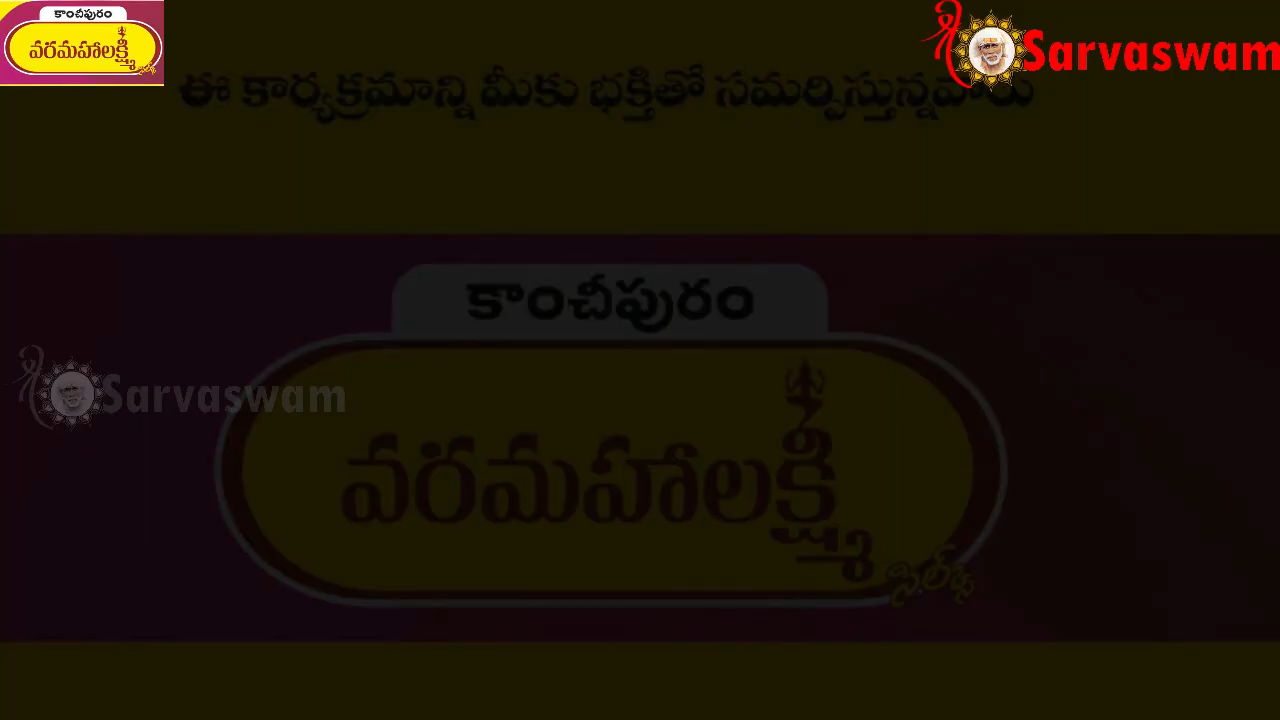 కాంచీపురం
వరమహాలక్ష్మి
సిల్క్స్
శ్రీ Sarvaswam
ఈ కార్యక్రమాన్ని మీకు భక్తితో సమర్పిస్తున్నవారు
కాంచీపురం
శ్రీ Sarvaswam
వరమహాలక్ష్మి
సిల్క్స్